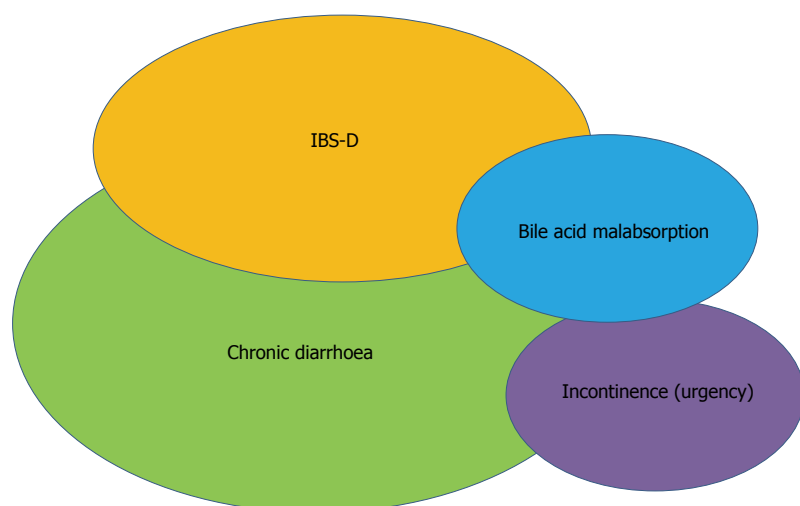 IBS-D
Bile acid malabsorption
Chronic diarrhoea
Incontinence (urgency)